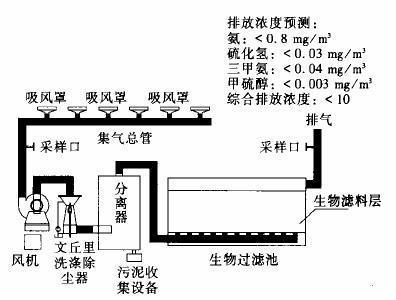 排放浓度预测：
氨：<0.8 mg/m³
硫化氢：<0.03 mg/m³
三甲氨：<0.04 mg/m³
甲硫醇：<0.003 mg/m³
综合排放浓度：<10
吸风罩 吸风罩 吸风罩
集气总管
排气
采样口
采样口
分离器
生物滤料层
风机
文丘里
洗涤除
尘器
污泥收
集设备
生物过滤池